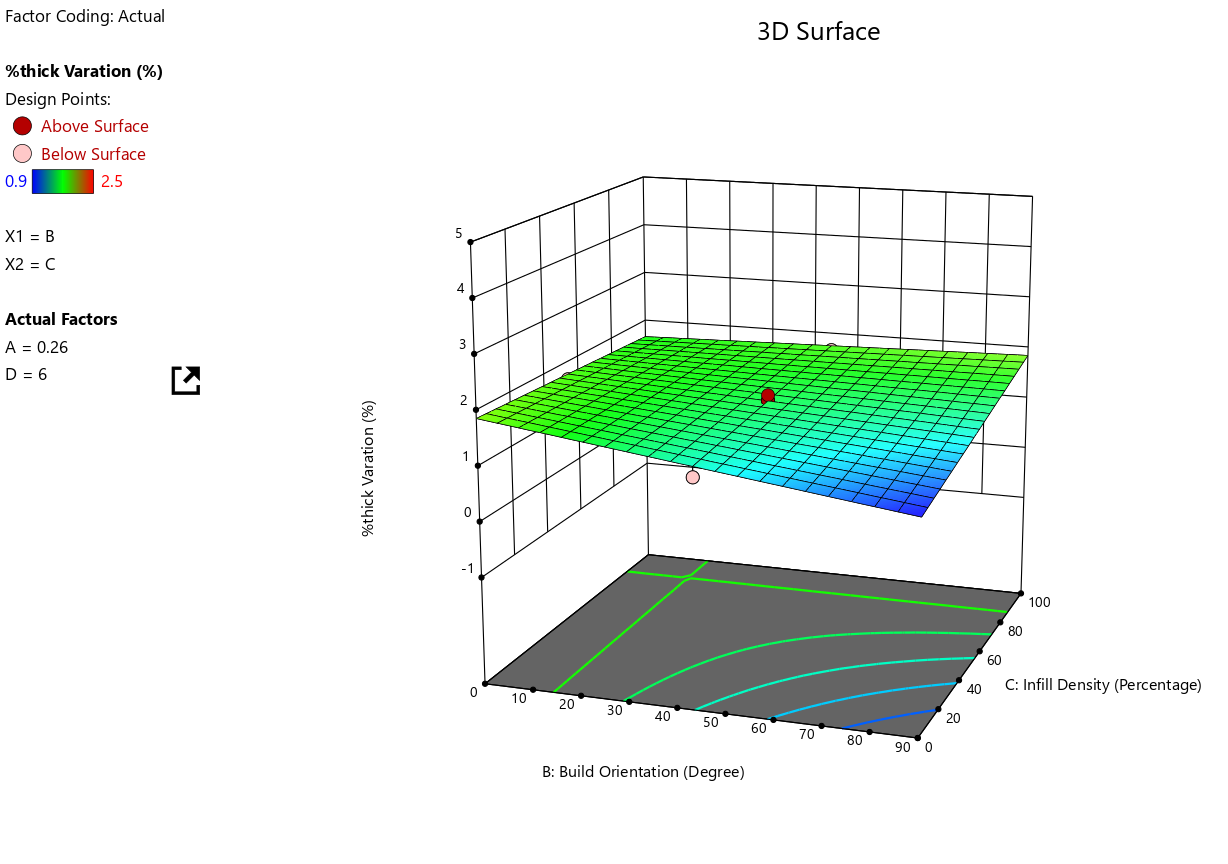 Factor Coding: Actual
3D Surface
%thick Varation (%)
Design Points:
Above Surface
Below Surface
0.9 2.5
X1 = B
X2 = C
Actual Factors
A = 0.26
D = 6
5
4
3
2
1
0
-1
%thick Varation (%)
0
10
20
30
40
50
60
70
80
90
0
20
40
60
80
100
C: Infill Density (Percentage)
B: Build Orientation (Degree)